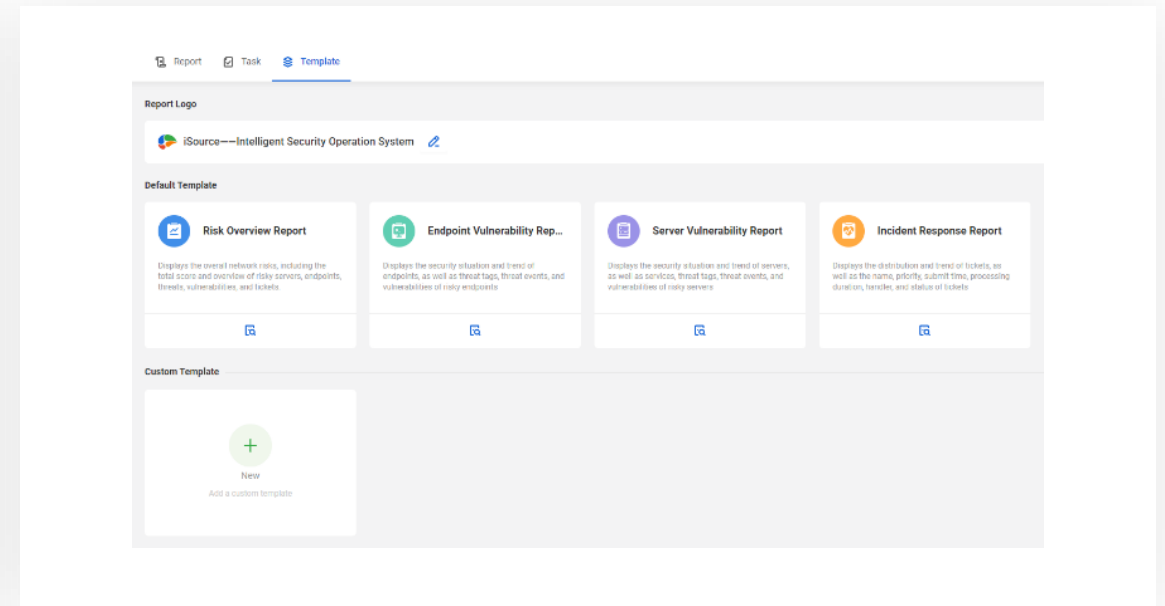 Report Task Template
Report Logo
iSource——Intelligent Security Operation System
Default Template
Risk Overview Report
Displays the overall network risks, including the
total score and overview of risky servers, endpoints,
threats, vulnerabilities, and tickets
Endpoint Vulnerability Rep...
Displays the security situation and trend of
endpoints, as well as threat tags, threat events, and
vulnerabilities of risky endpoints
Server Vulnerability Report
Displays the security situation and trend of servers,
as well as services, threat tags, threat events, and
vulnerabilities of risky servers
Incident Response Report
Displays the distribution and trend of tickets, as
well as the name, priority, submit time, processing
duration, handler, and status of tickets
Custom Template
New
Add a custom template